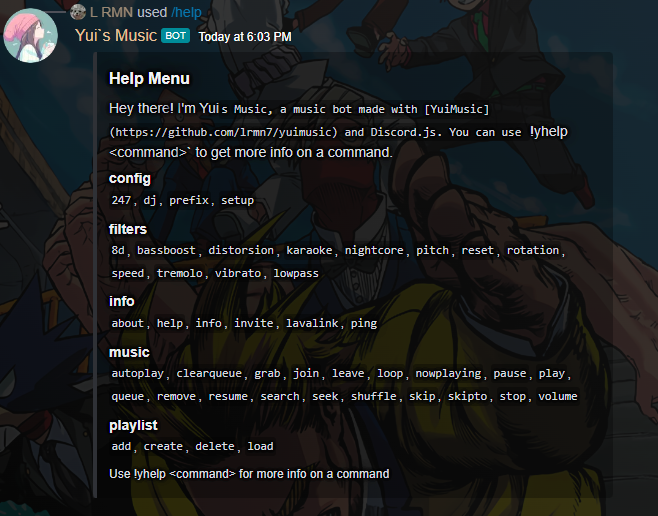 L RMN used /help
Yui`s Music BOT Today at 6:03 PM
Help Menu
Hey there! I'm Yuis Music, a music bot made with [YuiMusic]
(https://github.com/lrmn7/yuimusic) and Discord.js. You can use !yhelp
<command>` to get more info on a command.
config
247, dj, prefix, setup
filters
8d, bassboost, distorsion, karaoke, nightcore, pitch, reset, rotation,
speed, tremolo, vibrato, lowpass
info
about, help, info, invite, lavalink, ping
music
autoplay, clearqueue, grab, join, leave, loop, nowplaying, pause, play,
queue, remove, resume, search, seek, shuffle, skip, skipto, stop, volume
playlist
add, create, delete, load
Use !yhelp <command> for more info on a command